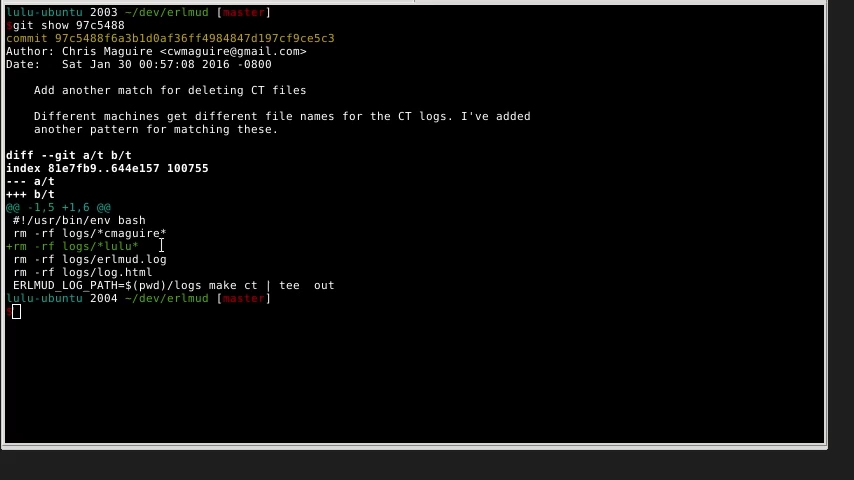 lulu-ubuntu 2003 ~/dev/erlmud [master]
$git show 97c5488
commit 97c5488f6a3b1d0af36ff4984847d197cf9ce5c3
Author: Chris Maguire <cwmaguire@gmail.com>
Date:   Sat Jan 30 00:57:08 2016 -0800
Add another match for deleting CT files
Different machines get different file names for the CT logs. I've added
another pattern for matching these.
diff --git a/t b/t
index 81e7fb9..644e157 100755
--- a/t
+++ b/t
@@ -1,5 +1,6 @@
#!/usr/bin/env bash
rm -rf logs/*cmaguire*
+rm -rf logs/*lulu*
rm -rf logs/erlmud.log
rm -rf logs/log.html
ERLMUD_LOG_PATH=$(pwd)/logs make ct | tee  out
lulu-ubuntu 2004 ~/dev/erlmud [master]
$